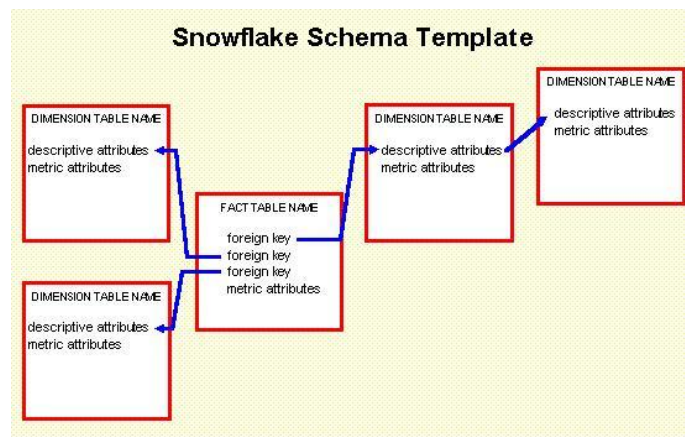 Snowflake Schema Template
DIMENSION TABLE NAME
descriptive attributes
metric attributes
DIMENSION TABLE NAME
descriptive attributes
metric attributes
DIMENSION TABLE NAME
descriptive attributes
metric attributes
FACT TABLE NAME
foreign key
foreign key
foreign key
metric attributes
DIMENSION TABLE NAME
descriptive attributes
metric attributes